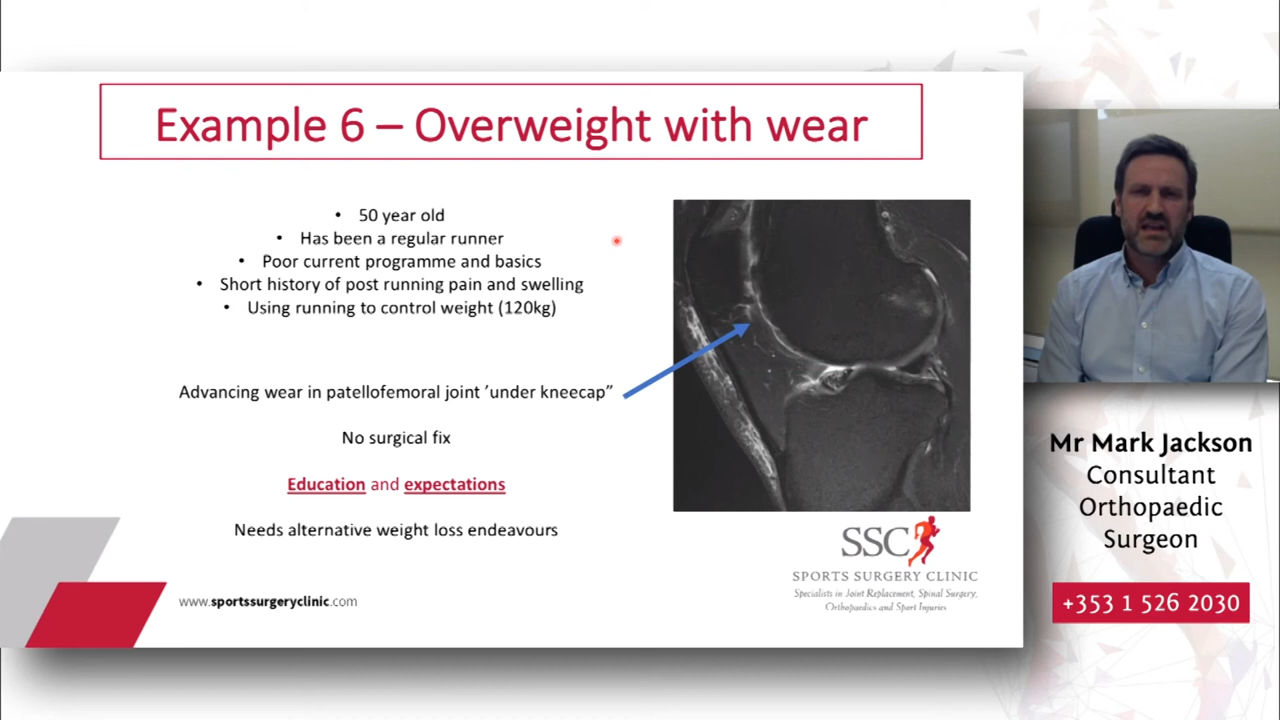 Example 6 – Overweight with wear
• 50 year old
• Has been a regular runner
• Poor current programme and basics
• Short history of post running pain and swelling
• Using running to control weight (120kg)
Advancing wear in patellofemoral joint ’under kneecap”
No surgical fix
Education and expectations
Needs alternative weight loss endeavours
www.sportssurgeryclinic.com
SSC
SPORTS SURGERY CLINIC
Specialists in Joint Replacement, Spinal Surgery,
Orthopaedics and Sport Injuries
Mr Mark Jackson
Consultant
Orthopaedic
Surgeon
+353 1 526 2030